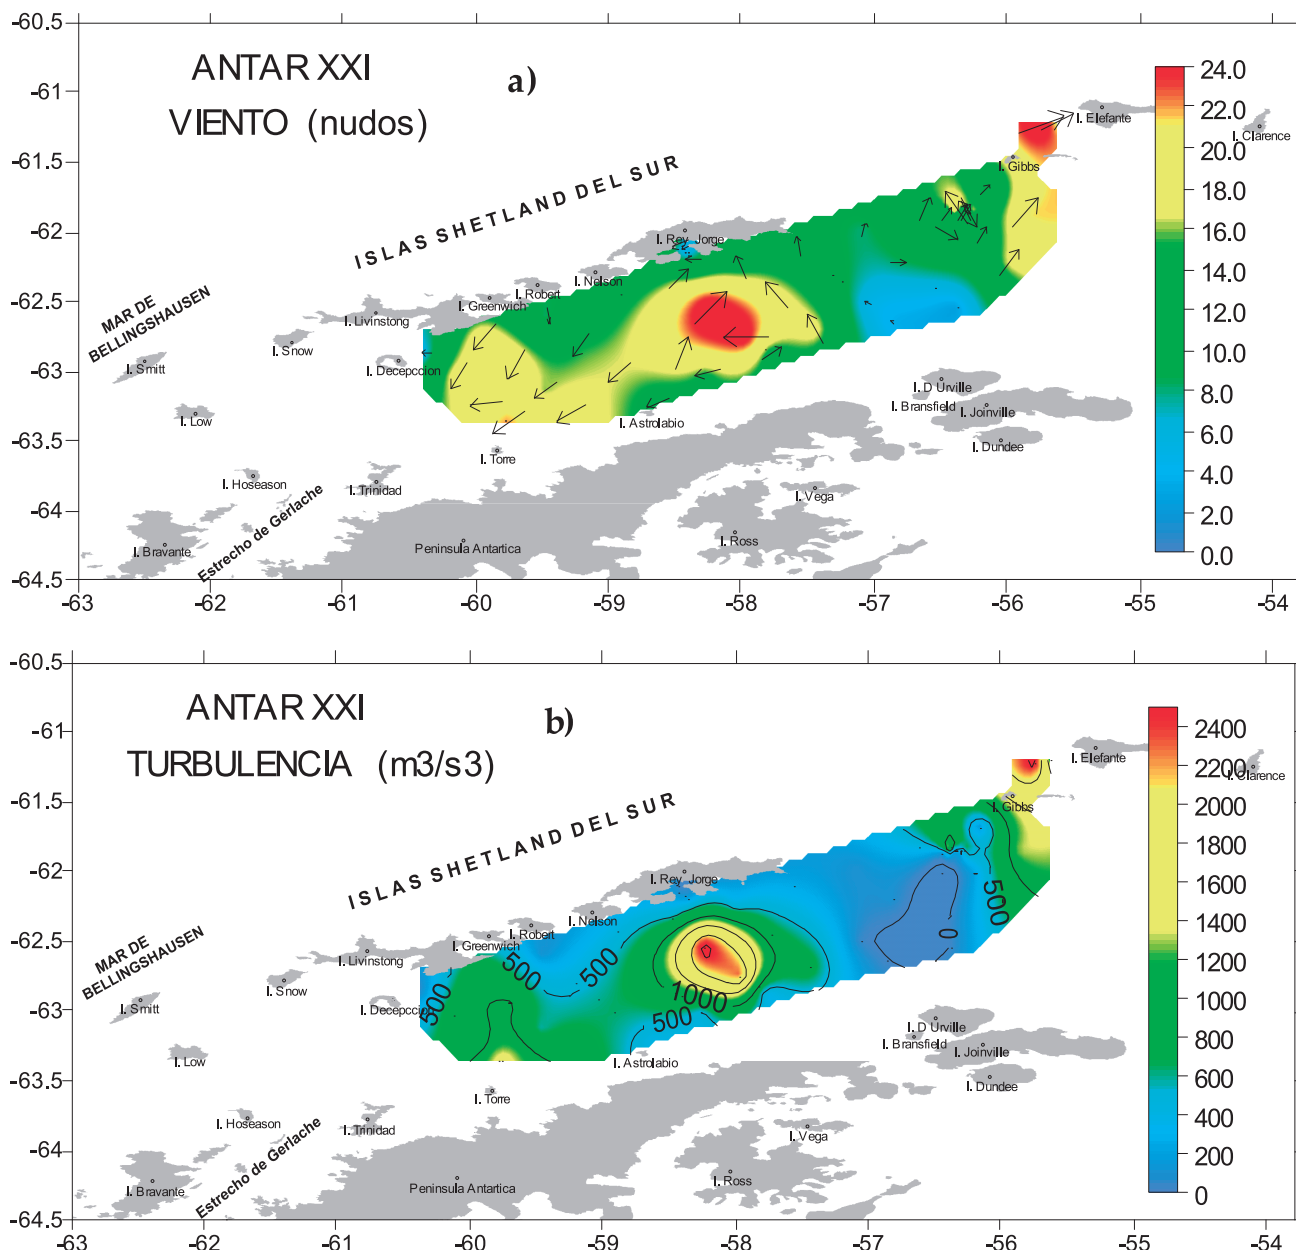 -60.5
-61
-61.5
-62
-62.5
-63
-63.5
-64
-64.5
ANTAR XXI
VIENTO (nudos)
a)
ISLAS SHETLAND DEL SUR
MAR DE
BELLINGSHAUSEN
Estrecho de Gerlache
I. Elefante
I. Clarence
I. Gibbs
I. Rey Jorge
I. Nelson
I. Robert
I. Greenwich
I. Livinstong
I. Snow
I. Decepccion
I. Smitt
I. Low
I. D Urville
I. Bransfield
I. Joinville
I. Dundee
I. Astrolabio
I. Torre
I. Hoseason
I. Trinidad
I. Vega
I. Ross
I. Bravante
Peninsula Antartica
24.0
22.0
20.0
18.0
16.0
14.0
12.0
10.0
8.0
6.0
4.0
2.0
0.0
-63 -62 -61 -60 -59 -58 -57 -56 -55 -54
-60.5
-61
-61.5
-62
-62.5
-63
-63.5
-64
-64.5
ANTAR XXI
TURBULENCIA (m3/s3)
b)
ISLAS SHETLAND DEL SUR
MAR DE
BELLINGSHAUSEN
Estrecho de Gerlache
I. Elefante
I. Clarence
I. Gibbs
I. Rey Jorge
I. Nelson
I. Robert
I. Greenwich
I. Livinstong
I. Snow
I. Decepccion
I. Smitt
I. Low
500
500
500
1000
500
500
0
I. D Urville
I. Bransfield
I. Joinville
I. Dundee
I. Astrolabio
I. Torre
I. Hoseason
I. Trinidad
I. Vega
I. Ross
I. Bravante
Peninsula Antartica
2400
2200
2000
1800
1600
1400
1200
1000
800
600
400
200
0
-63 -62 -61 -60 -59 -58 -57 -56 -55 -54